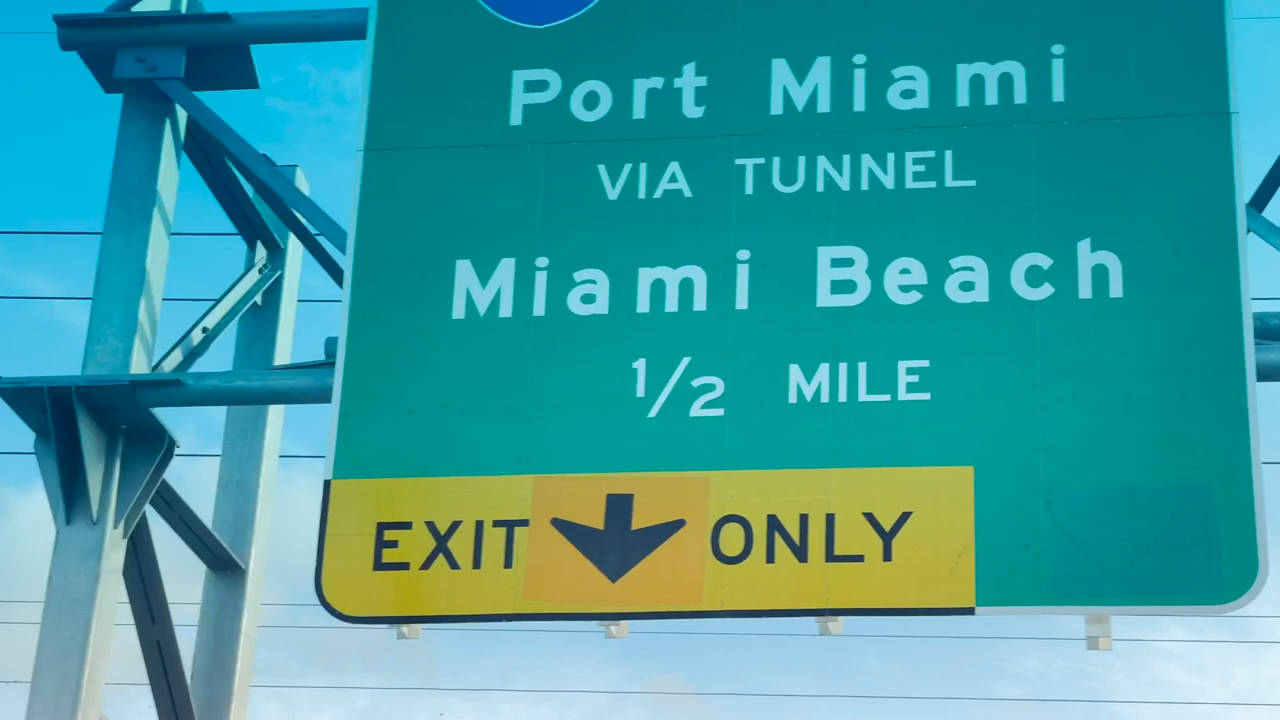 Port Miami
VIA TUNNEL
Miami Beach
1/2 MILE
EXIT ONLY